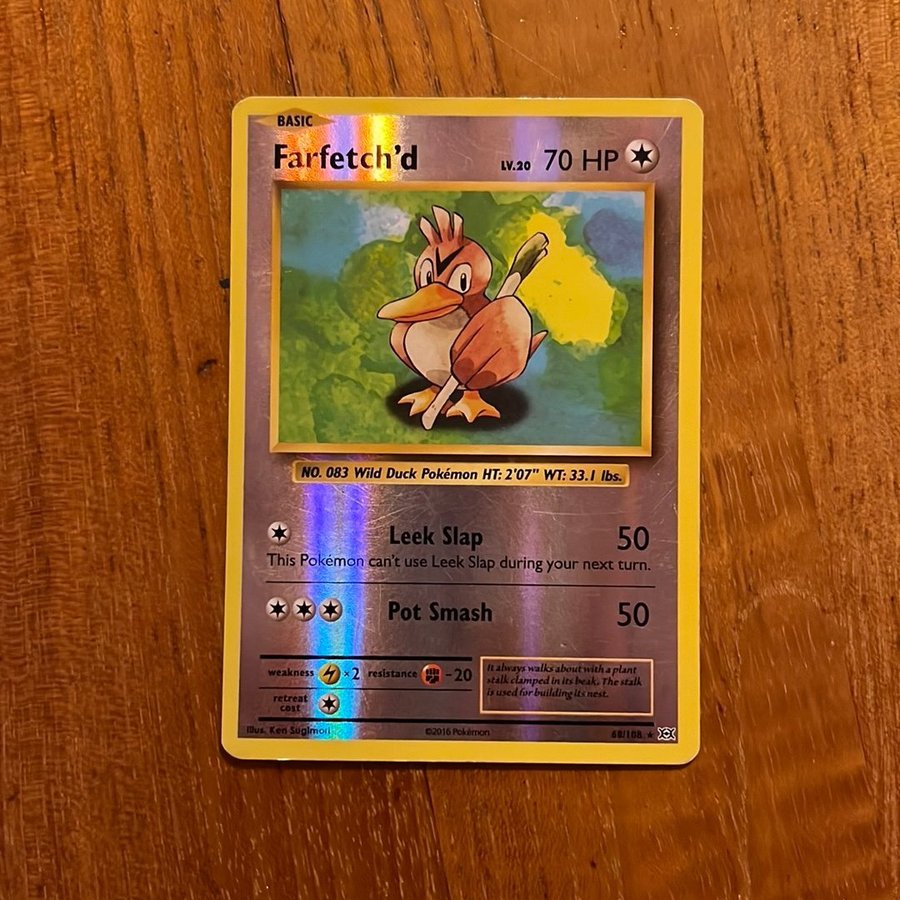 BASIC
Farfetch'd LV.20 70 HP
NO. 083 Wild Duck Pokémon HT: 2'07" WT: 33.1 lbs.
Leek Slap 50
This Pokémon can't use Leek Slap during your next turn.
Pot Smash 50
weakness ×2 resistance -20
retreat
cost
It always walks about with a plant
stalk clamped in its beak. The stalk
is used for building its nest.
Illus. Ken Sugimori ©2016 Pokémon 68/108 ★